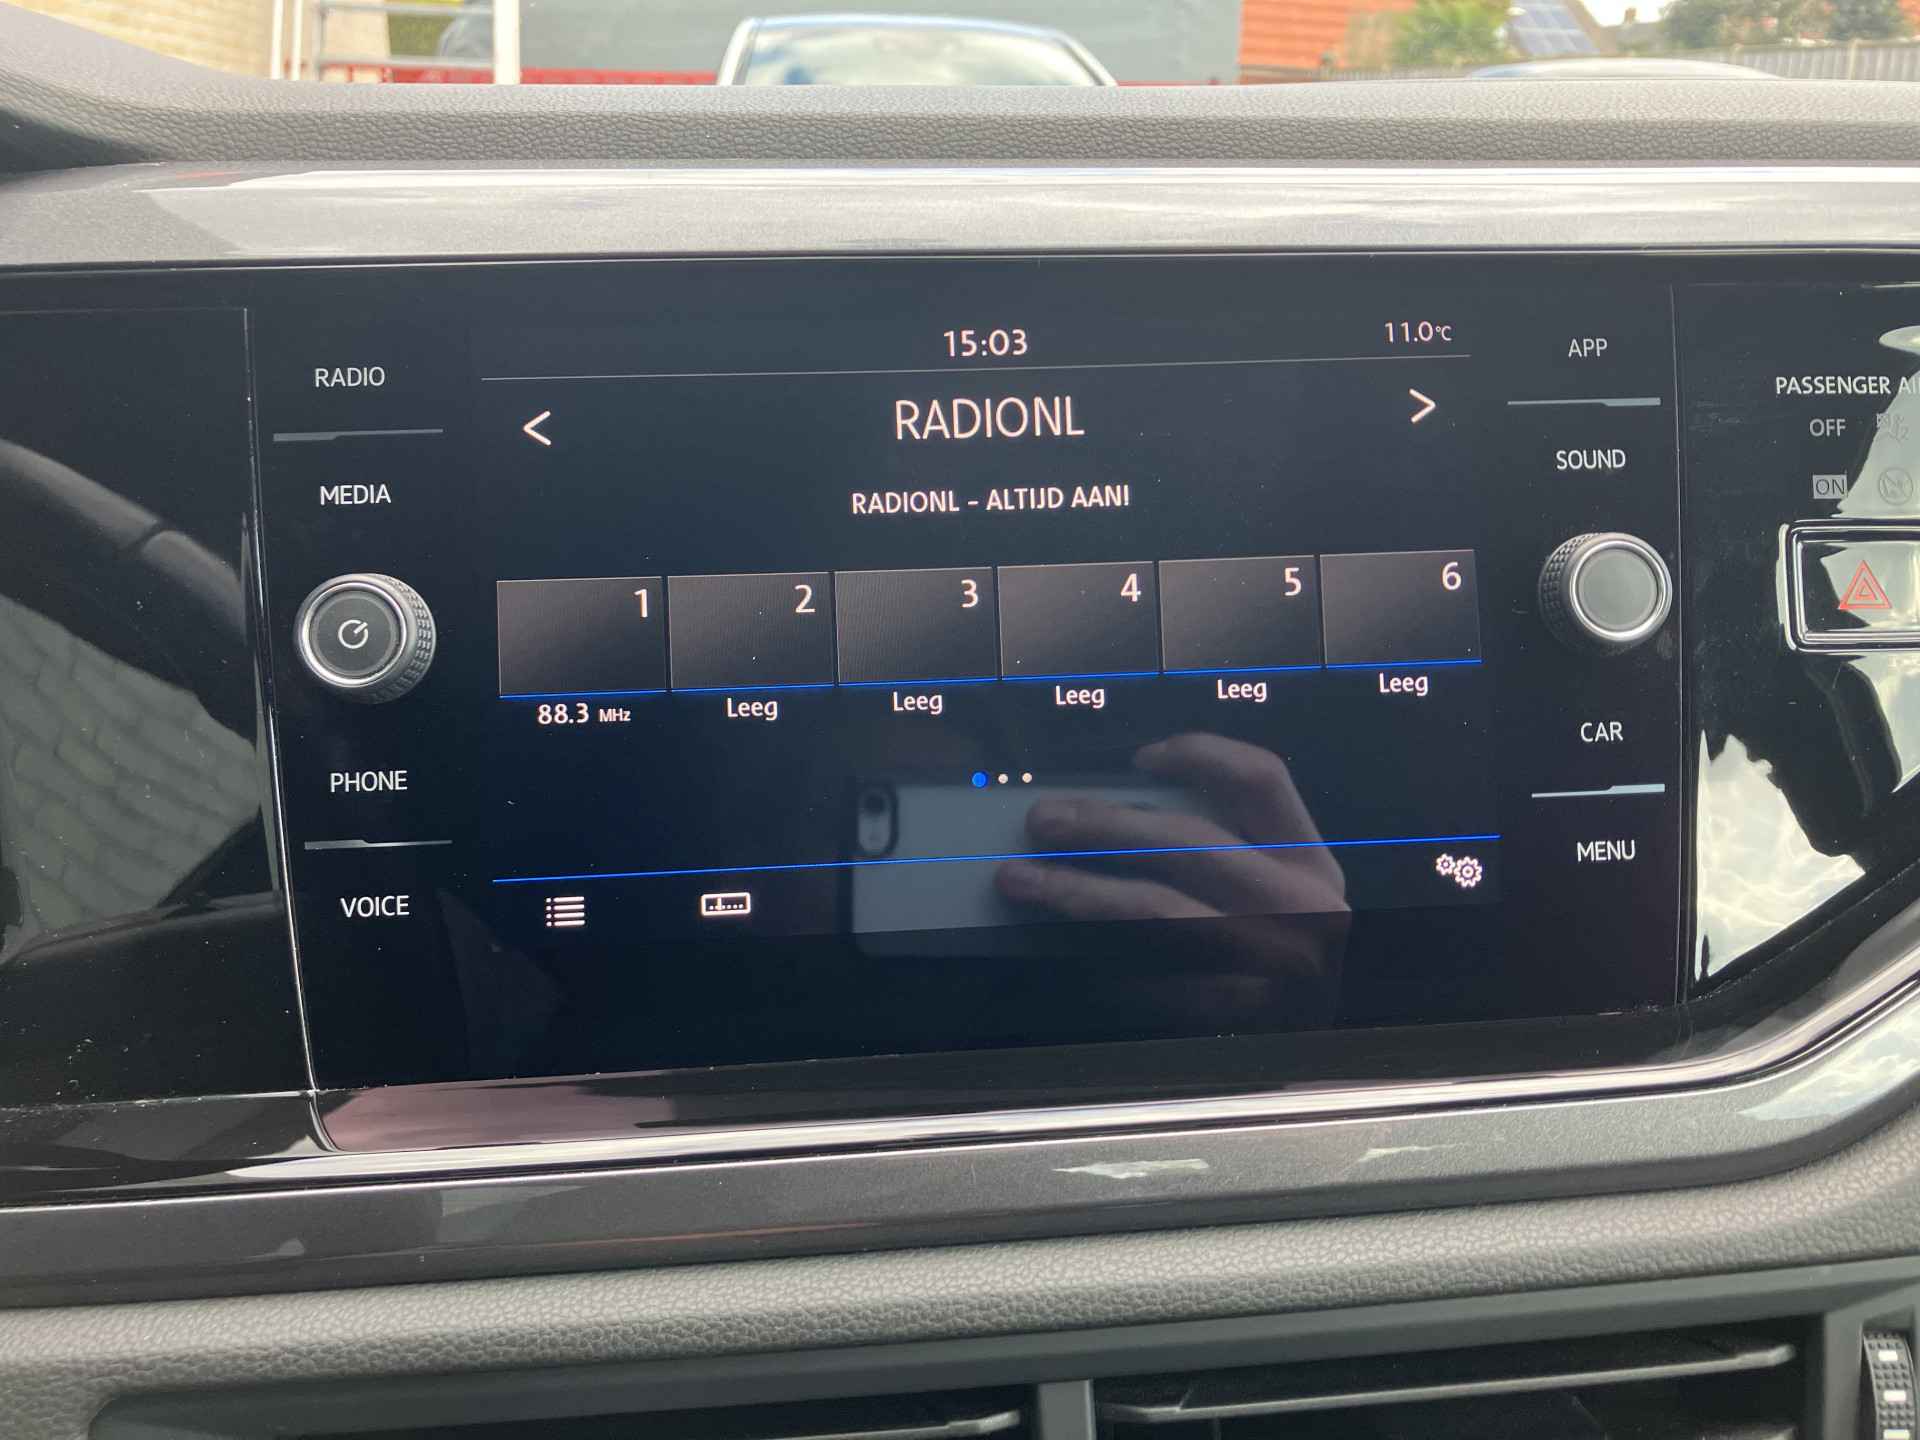 15:03
11.0°C
RADIO
APP
< RADIONL >
PASSENGER
OFF
MEDIA
SOUND
RADIONL - ALTIJD AAN!
ON
1 2 3 4 5 6
88.3 MHz Leeg Leeg Leeg Leeg Leeg
CAR
PHONE
MENU
VOICE